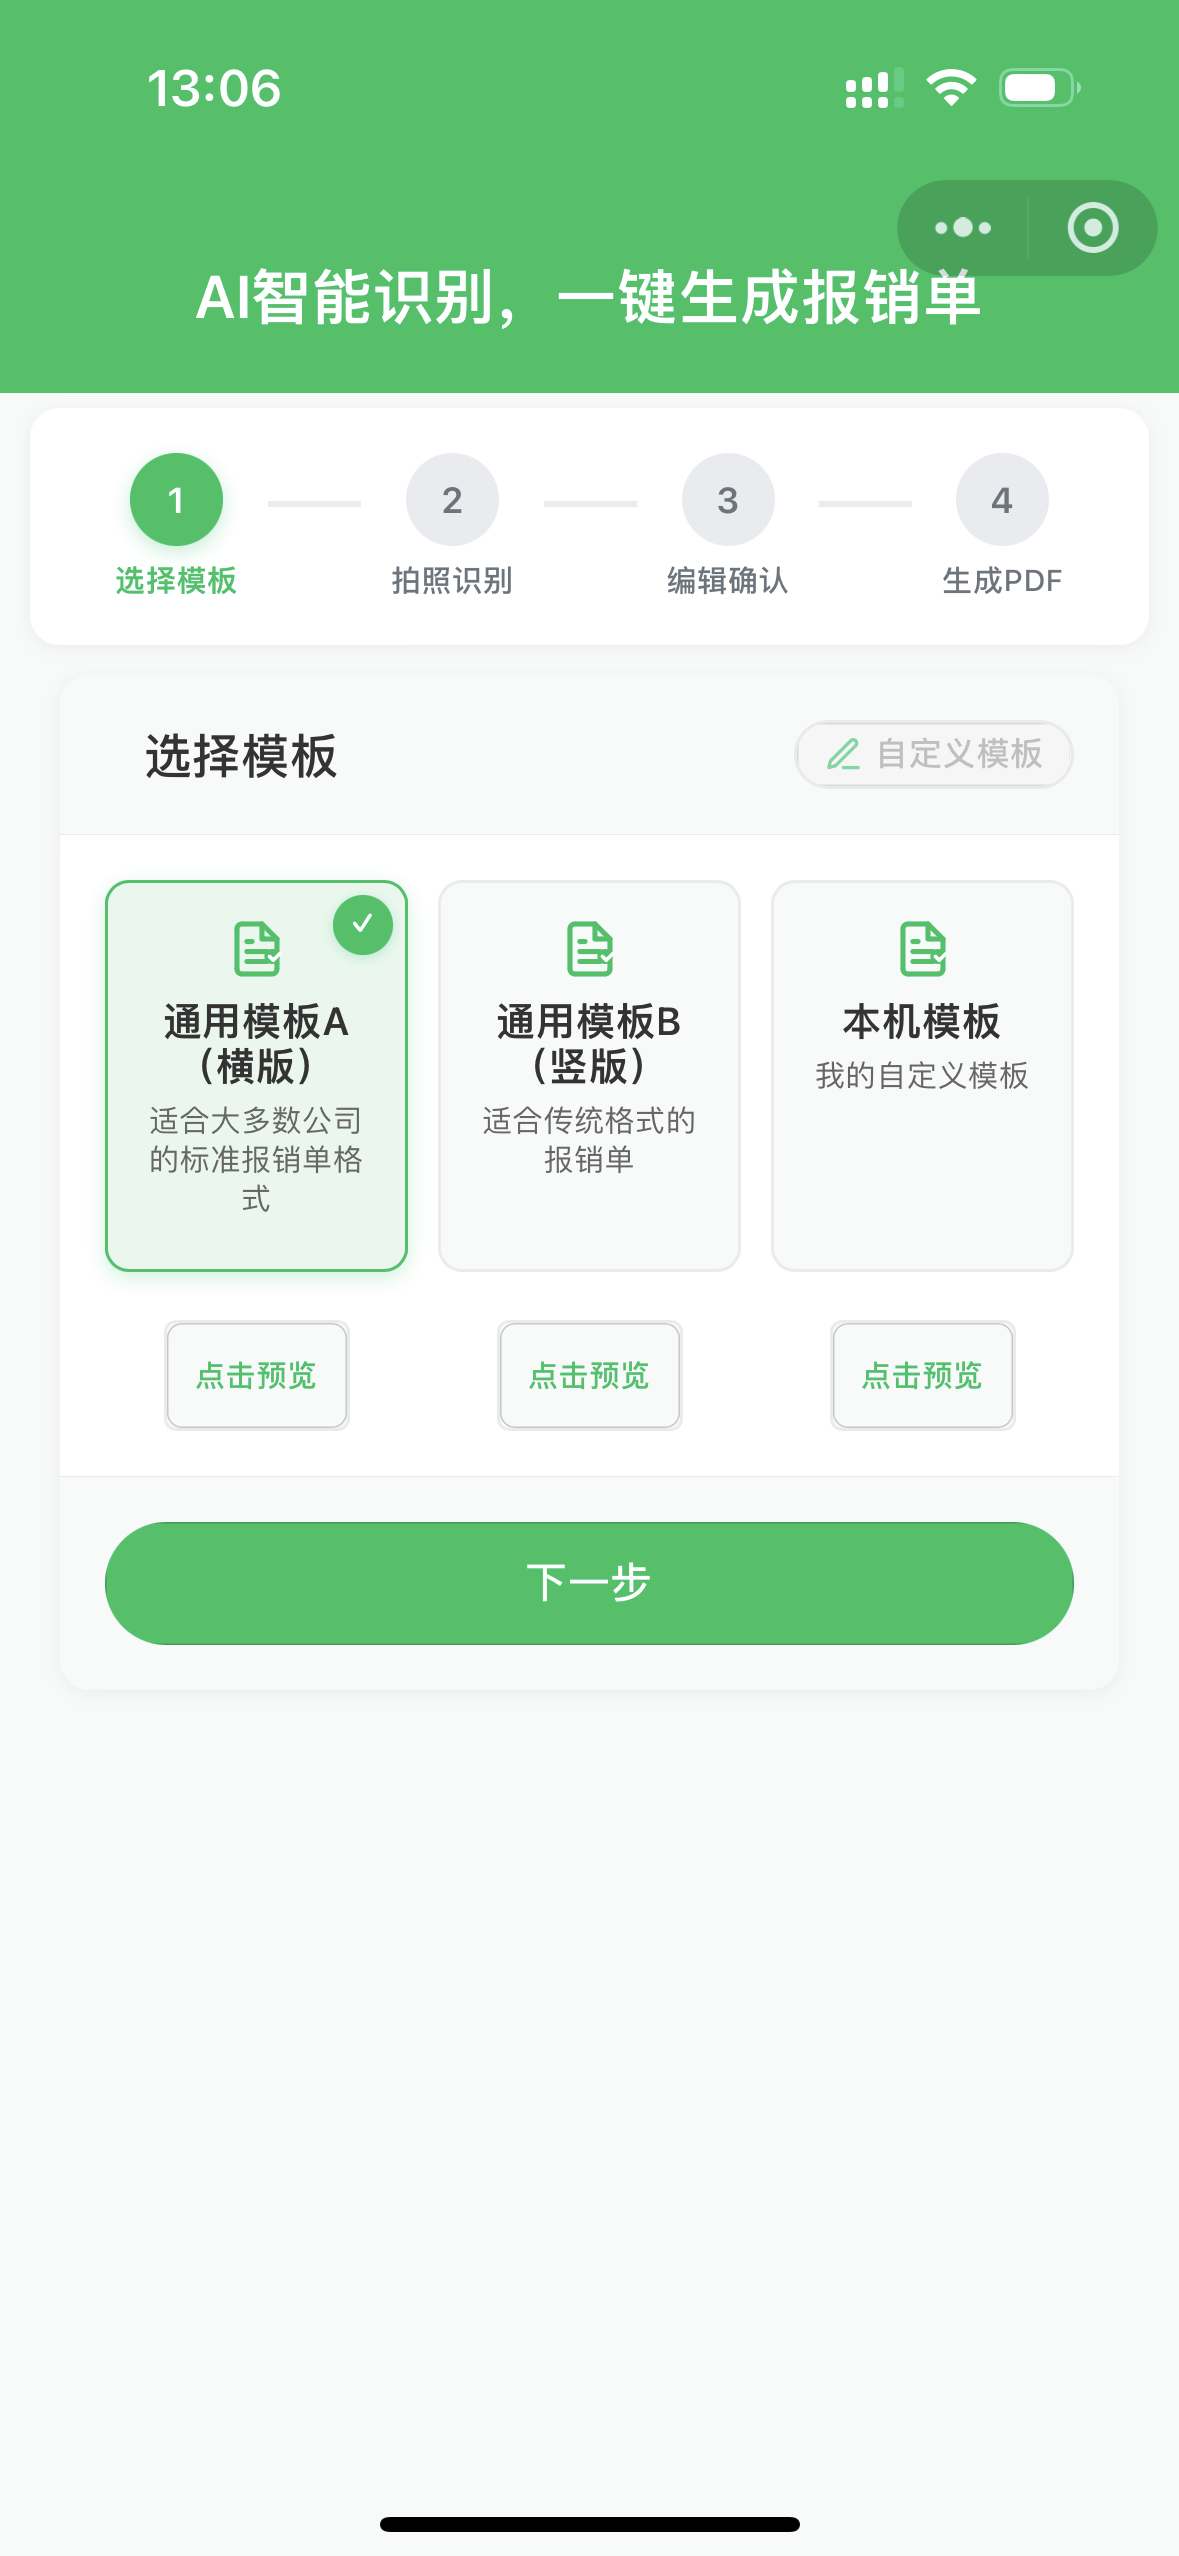 13:06
AI智能识别，一键生成报销单
1
2
3
4
选择模板
拍照识别
编辑确认
生成PDF
选择模板
自定义模板
通用模板A
（横版）
适合大多数公司
的标准报销单格
式
通用模板B
（竖版）
适合传统格式的
报销单
本机模板
我的自定义模板
点击预览
点击预览
点击预览
下一步